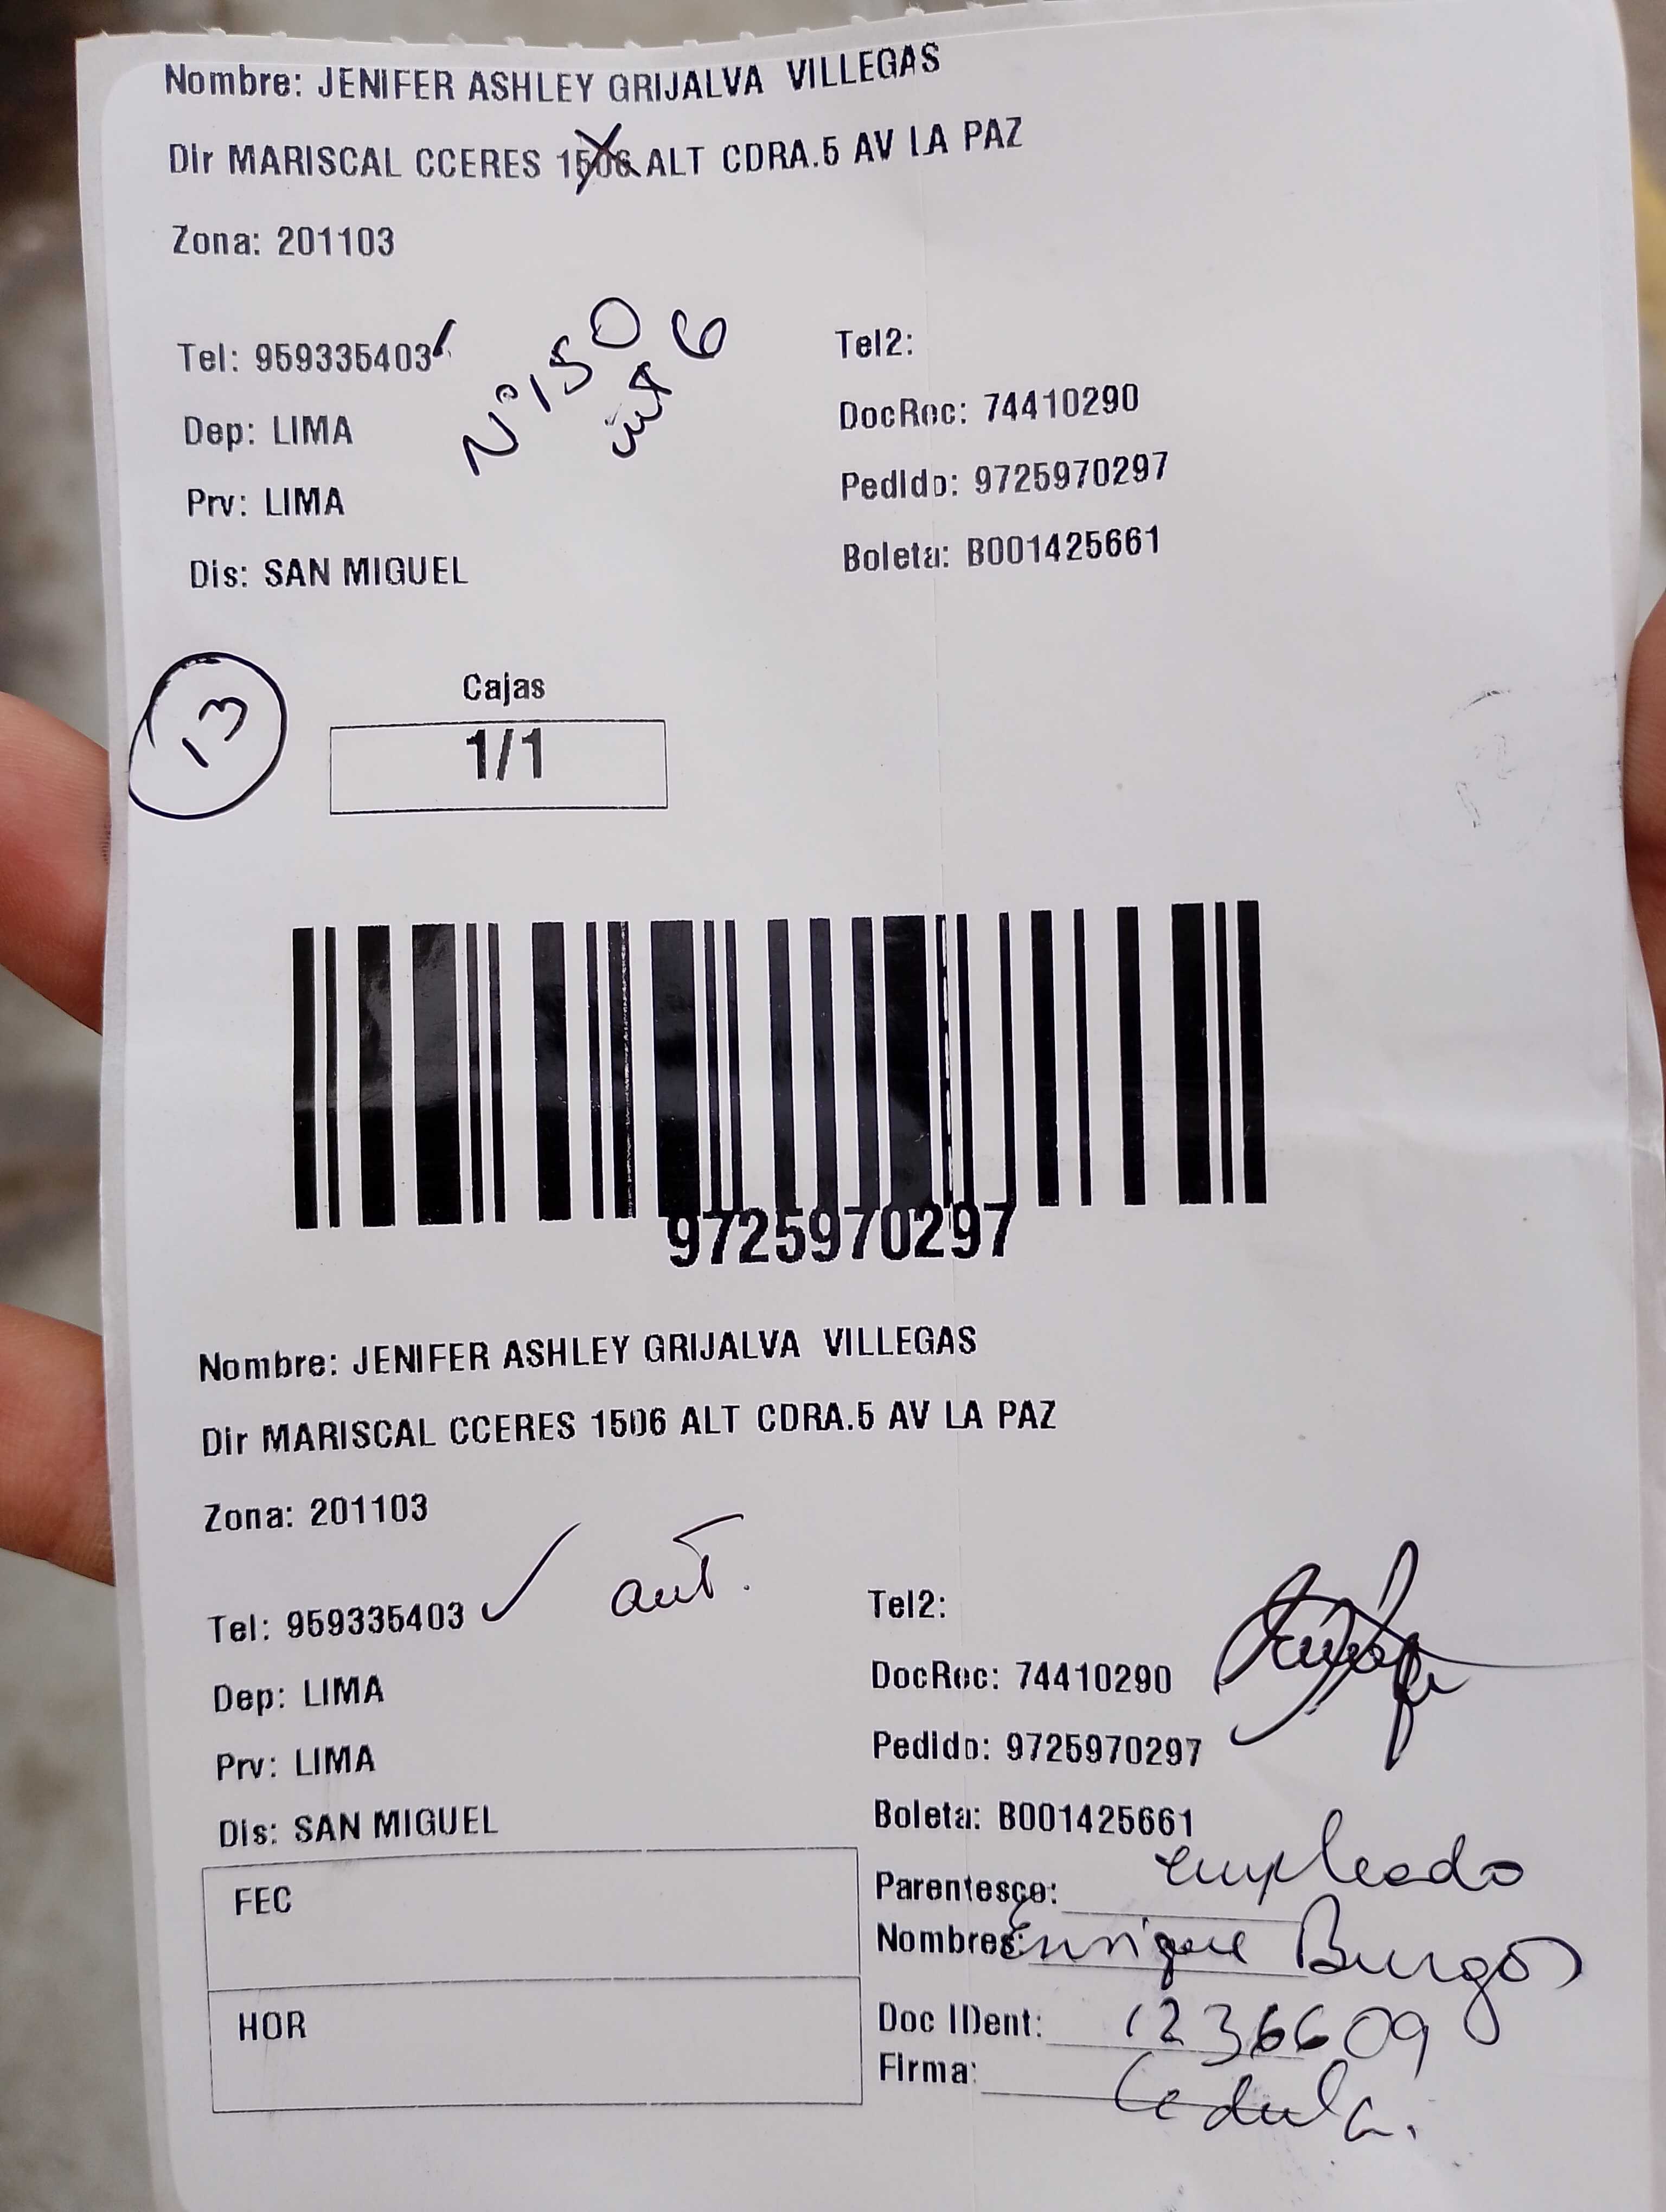 Nombre: JENIFER ASHLEY GRIJALVA VILLEGAS
Dir MARISCAL CCERES 1506 ALT CDRA.5 AV LA PAZ
Zona: 201103
Tel: 959335403
N° 150
int 6
Tel2:
Dep: LIMA
DocRec: 74410290
Prv: LIMA
Pedido: 9725970297
Dis: SAN MIGUEL
Boleta: B001425661
13
Cajas
1/1
9725970297
Nombre: JENIFER ASHLEY GRIJALVA VILLEGAS
Dir MARISCAL CCERES 1506 ALT CDRA.5 AV LA PAZ
Zona: 201103
Tel: 959335403 ✓ aut.
Tel2:
Dep: LIMA
DocRec: 74410290
Prv: LIMA
Pedido: 9725970297
Dis: SAN MIGUEL
Boleta: B001425661
FEC
Parentesco: empleado
Nombres: Enrique Burgos
HOR
Doc IDent: 1236609
Firma: Cedula.